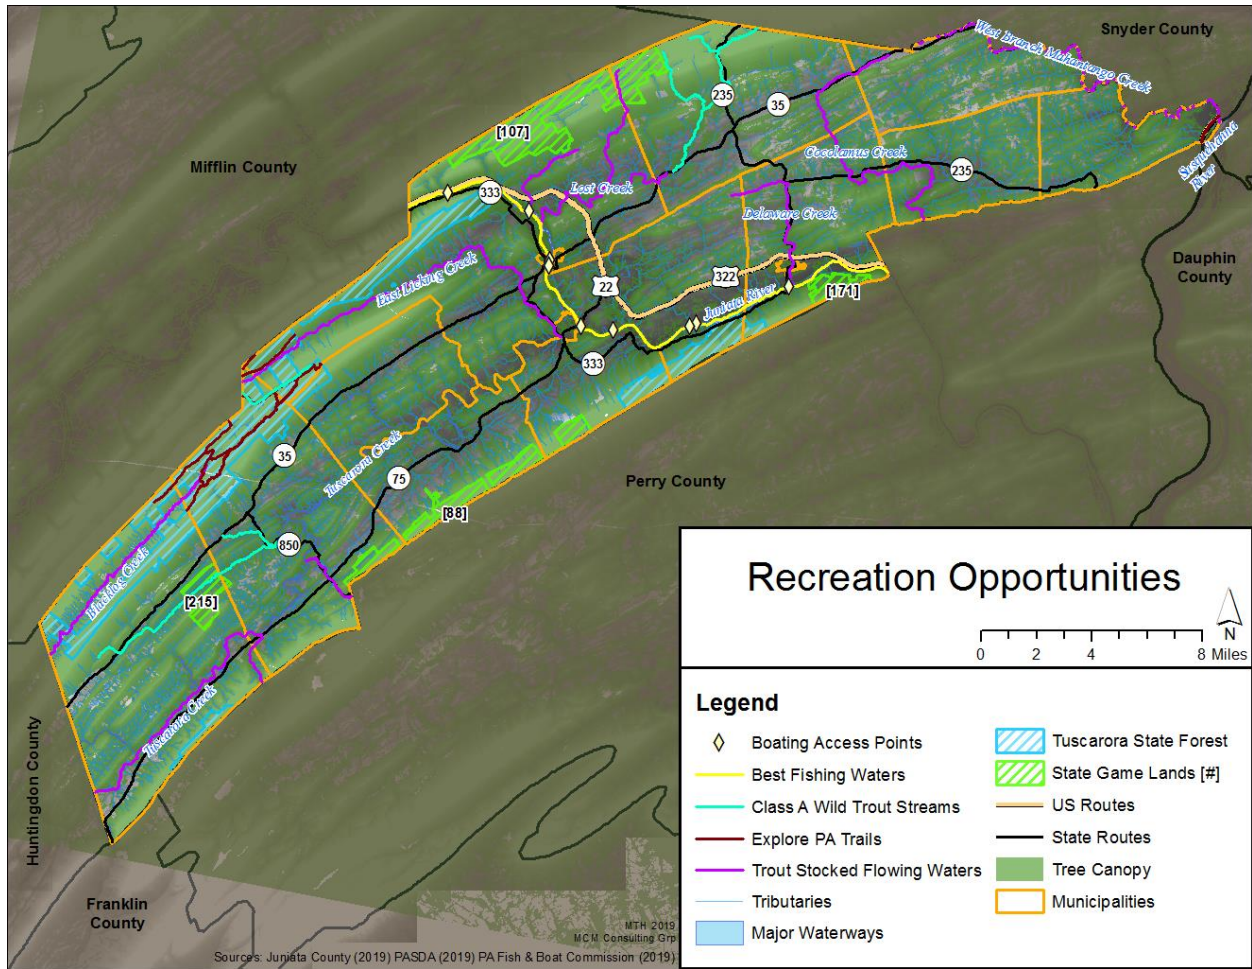 Snyder County
West Branch Mahantango Creek
235
35
[107]
Mifflin County
Cocolamus Creek
235
Susquehanna
River
333
Lost Creek
Delaware Creek
Dauphin
County
East Licking Creek
322
22
[171]
Juniata River
333
35
Tuscarora Creek
75
Perry County
[88]
850
Blacklog Creek
[215]
Tuscarora Creek
Huntingdon County
Franklin
County
Recreation Opportunities
N
0 2 4 8 Miles
Legend
Boating Access Points
Best Fishing Waters
Class A Wild Trout Streams
Explore PA Trails
Trout Stocked Flowing Waters
Tributaries
Major Waterways
Tuscarora State Forest
State Game Lands [#]
US Routes
State Routes
Tree Canopy
Municipalities
MTH 2019
MCM Consulting Grp
Sources: Juniata County (2019) PASDA (2019) PA Fish & Boat Commission (2019)